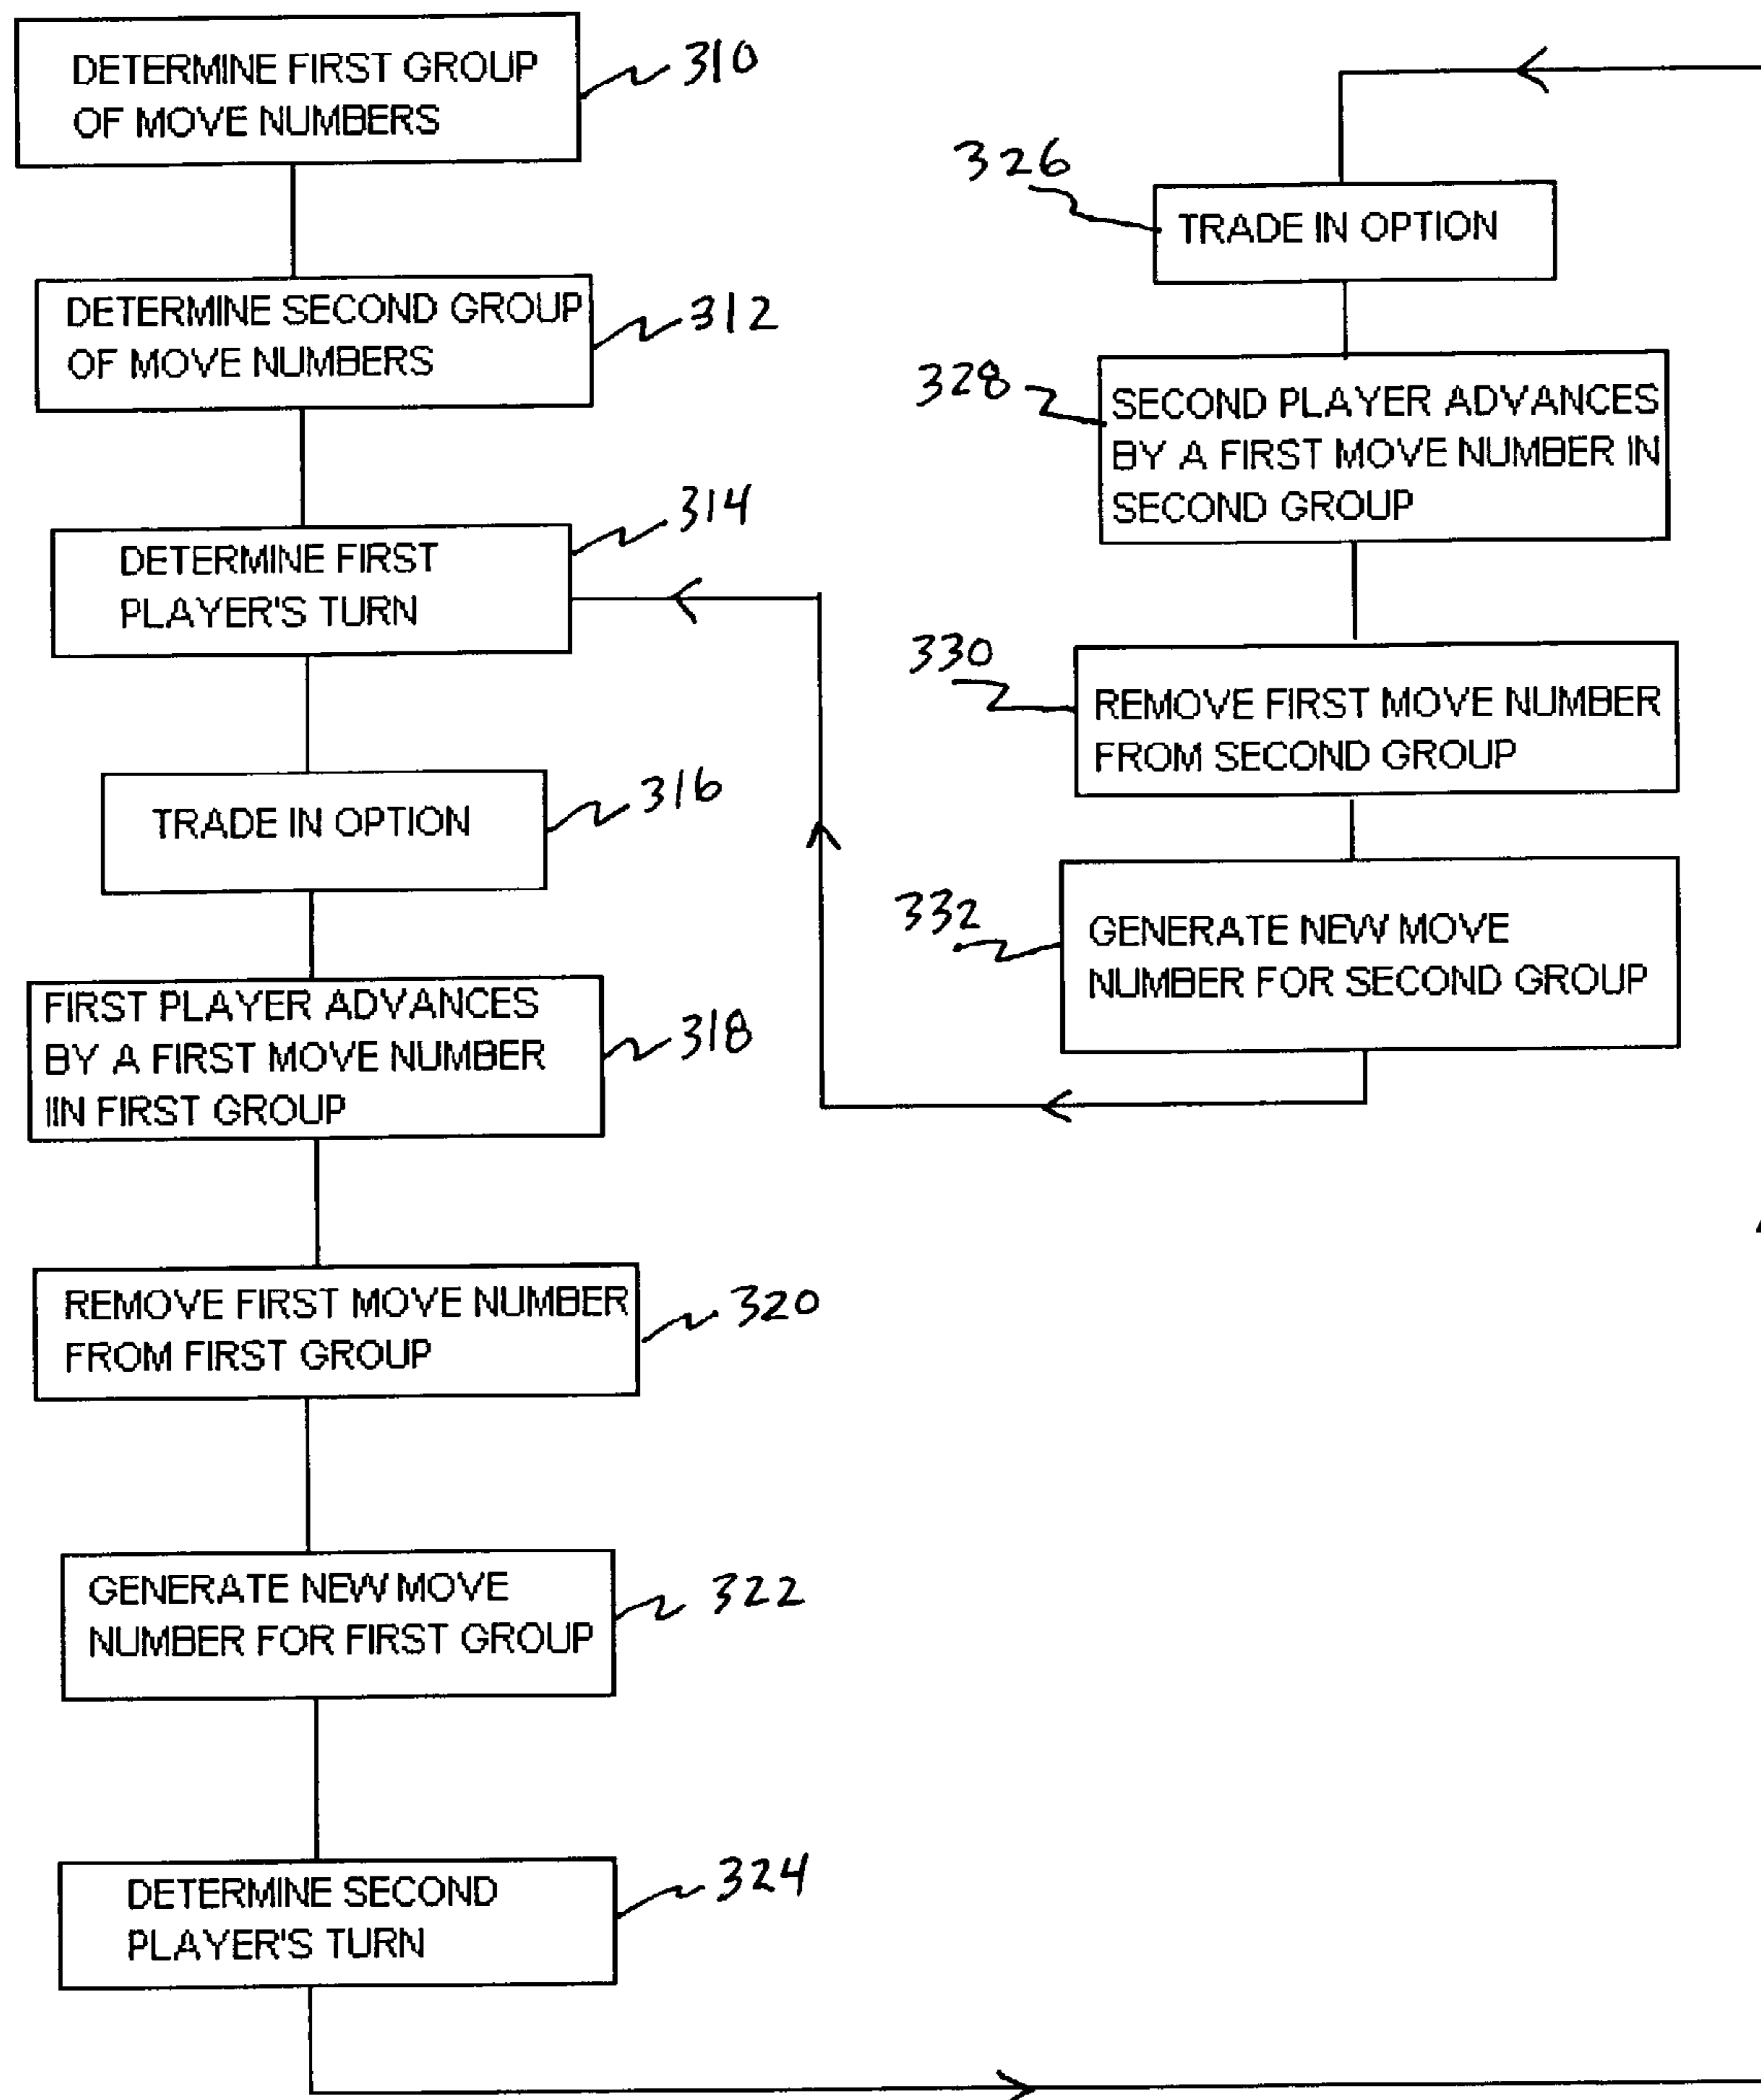 DETERMINE FIRST GROUP
OF MOVE NUMBERS
310
DETERMINE SECOND GROUP
OF MOVE NUMBERS
312
DETERMINE FIRST
PLAYER'S TURN
314
TRADE IN OPTION
316
FIRST PLAYER ADVANCES
BY A FIRST MOVE NUMBER
IIN FIRST GROUP
318
REMOVE FIRST MOVE NUMBER
FROM FIRST GROUP
320
GENERATE NEW MOVE
NUMBER FOR FIRST GROUP
322
DETERMINE SECOND
PLAYER'S TURN
324
326
TRADE IN OPTION
328
SECOND PLAYER ADVANCES
BY A FIRST MOVE NUMBER IN
SECOND GROUP
330
REMOVE FIRST MOVE NUMBER
FROM SECOND GROUP
332
GENERATE NEW MOVE
NUMBER FOR SECOND GROUP